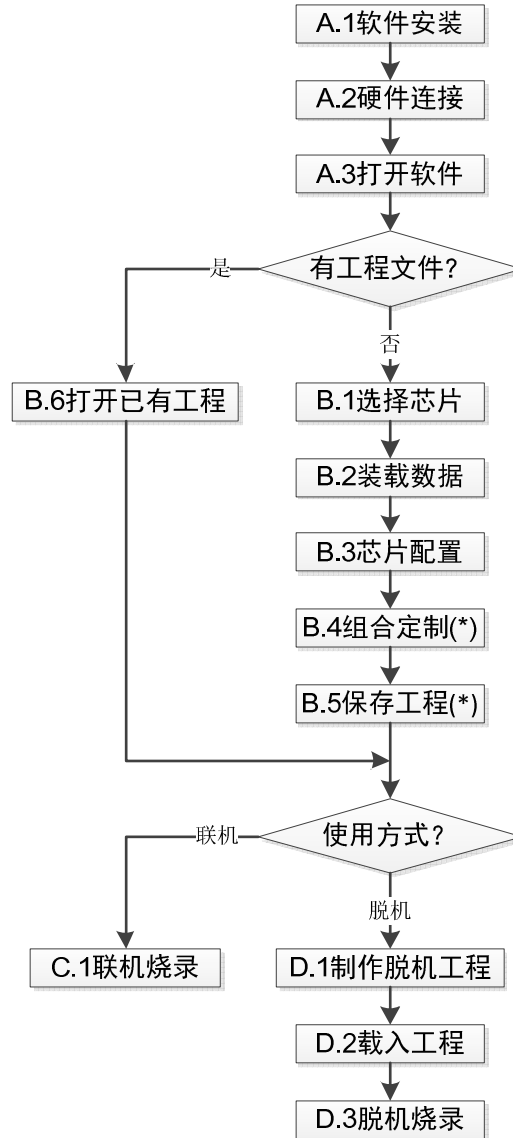 A.1软件安装
A.2硬件连接
A.3打开软件
有工程文件?
是
否
B.6打开已有工程
B.1选择芯片
B.2装载数据
B.3芯片配置
B.4组合定制(*)
B.5保存工程(*)
使用方式?
联机
脱机
C.1联机烧录
D.1制作脱机工程
D.2载入工程
D.3脱机烧录